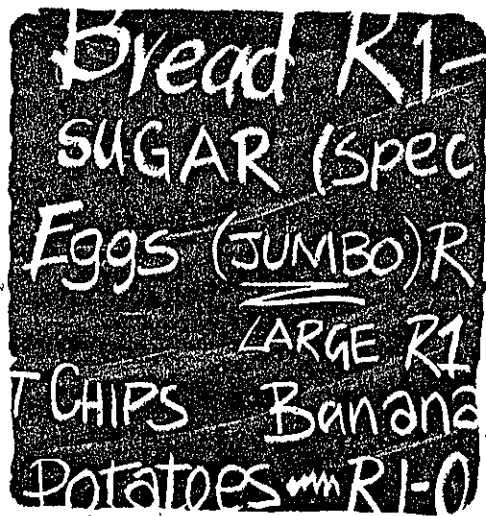 Bread R1-
SUGAR (Spec
Eggs (JUMBO) R
LARGE R1
T CHIPS Banana
Potatoes R1-0